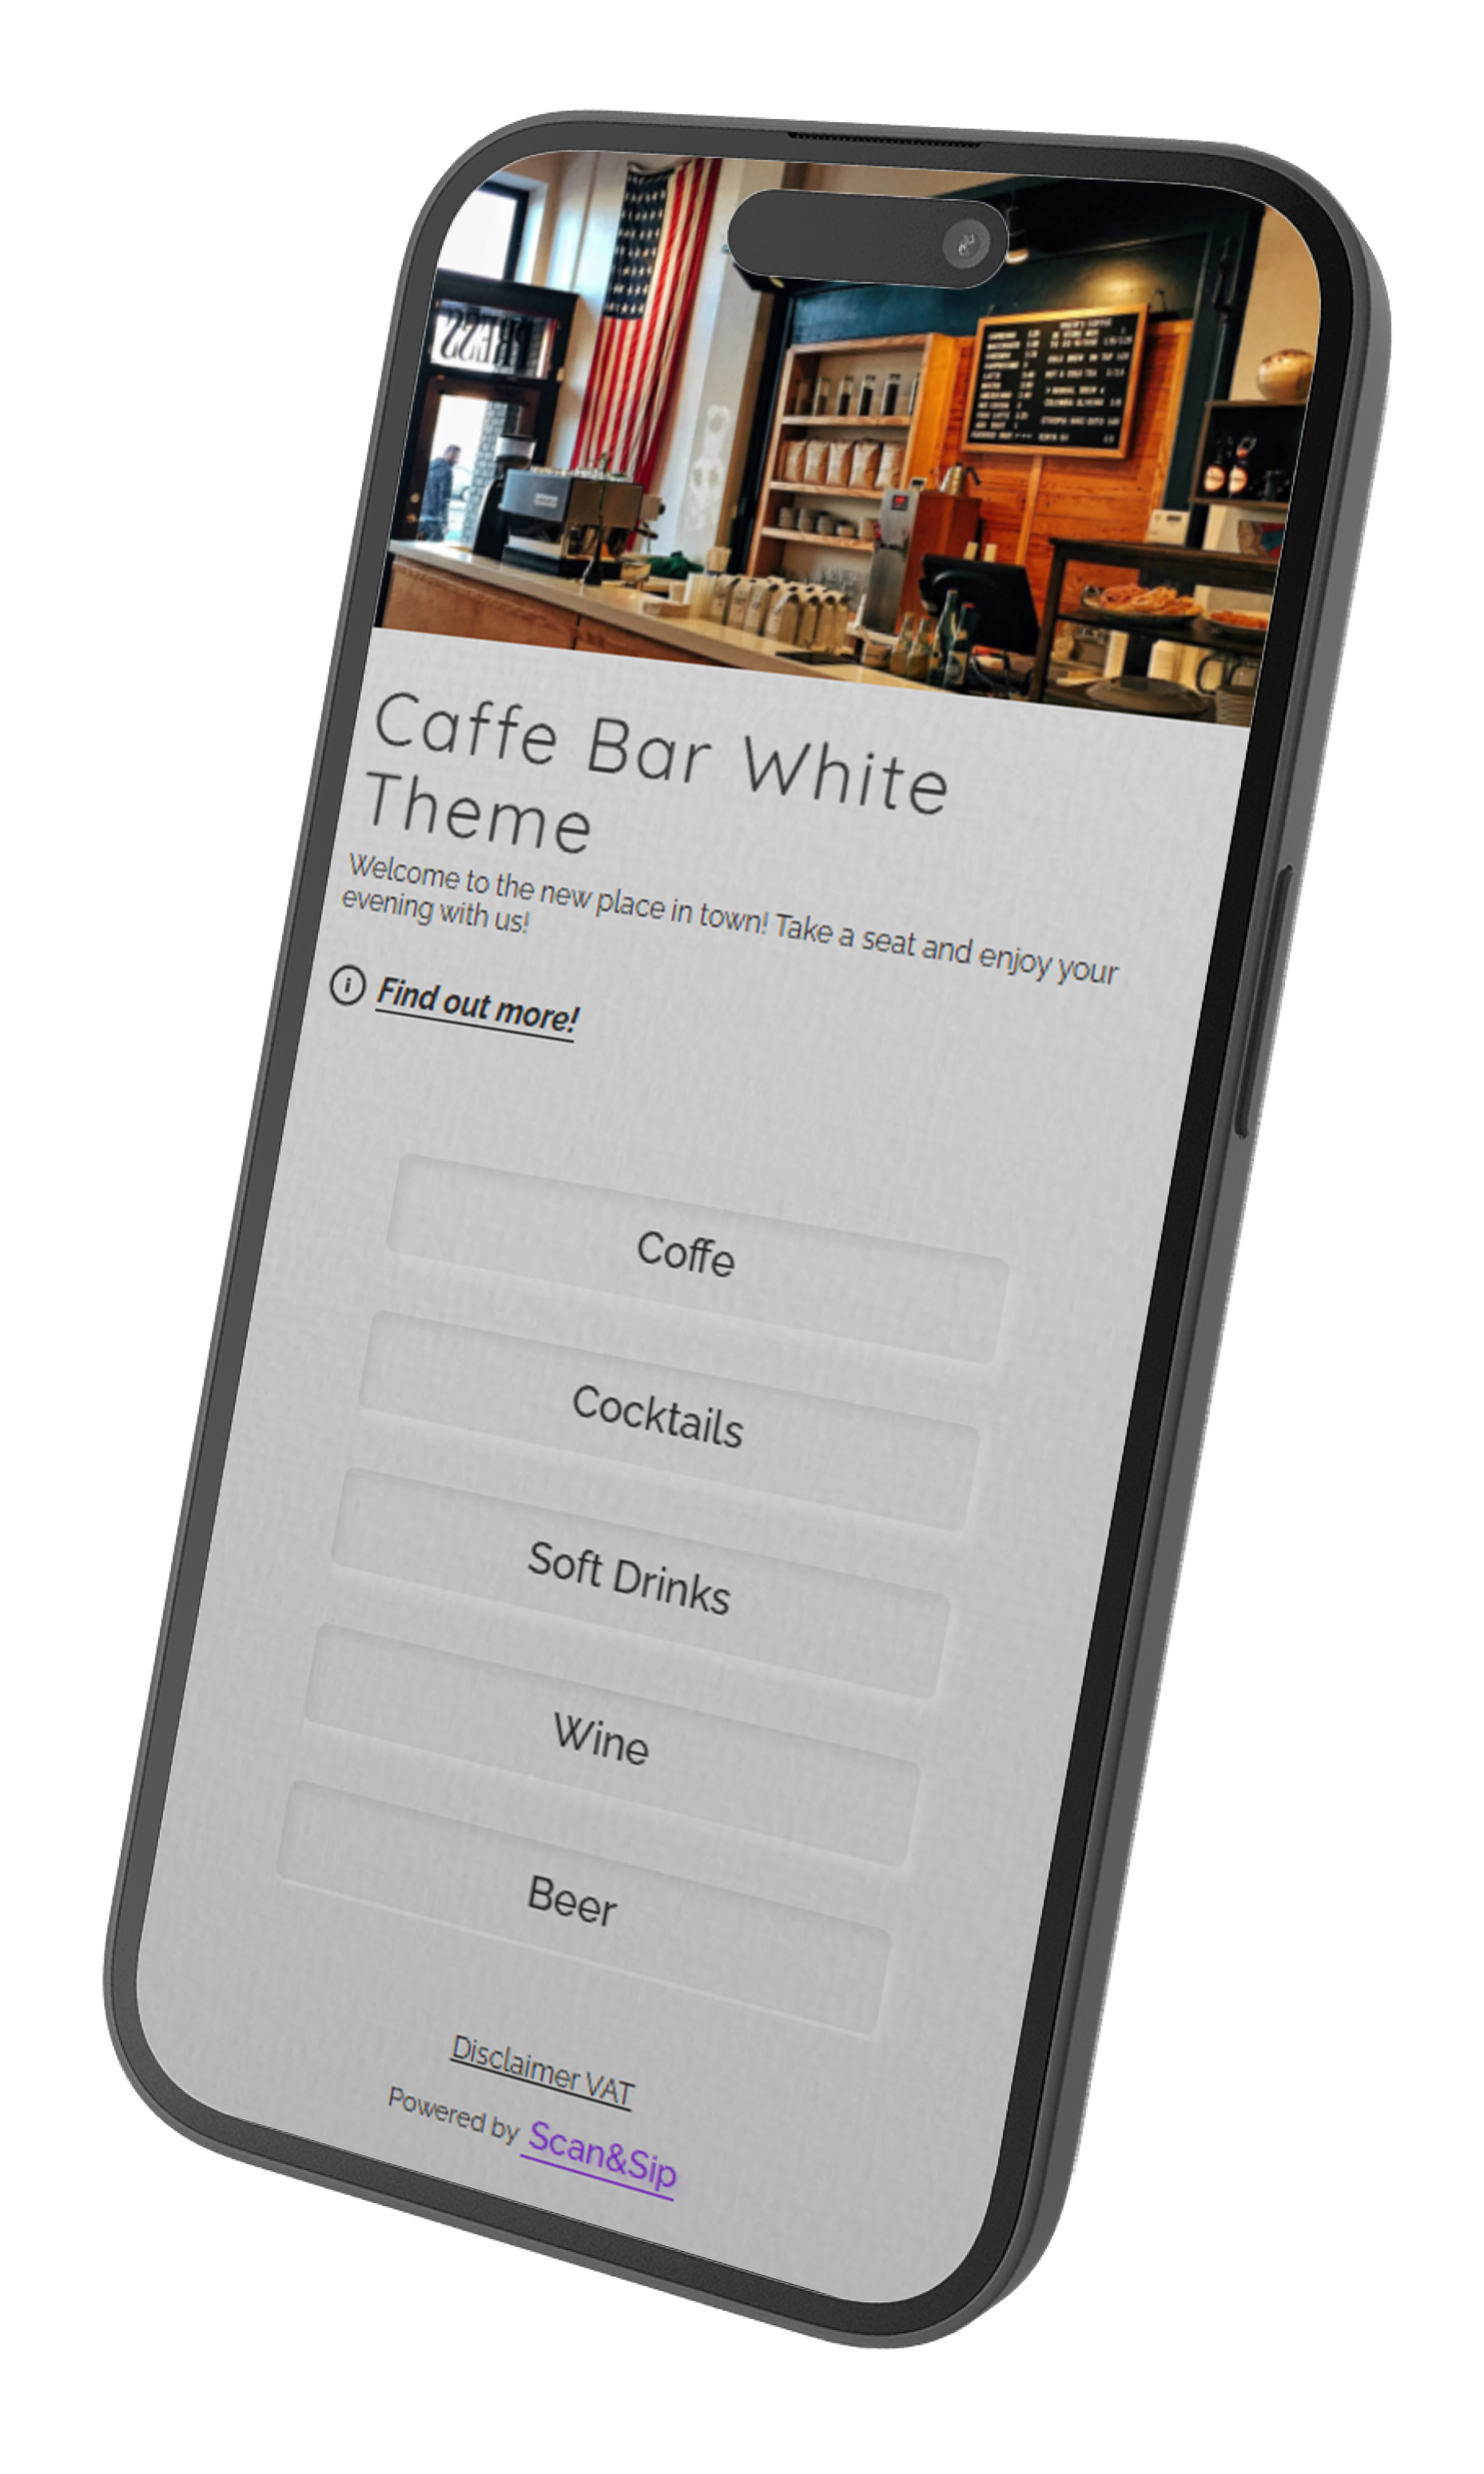 Caffe Bar White
Theme
Welcome to the new place in town! Take a seat and enjoy your
evening with us!
Find out more!
Coffe
Cocktails
Soft Drinks
Wine
Beer
Disclaimer VAT
Powered by Scan&Sip